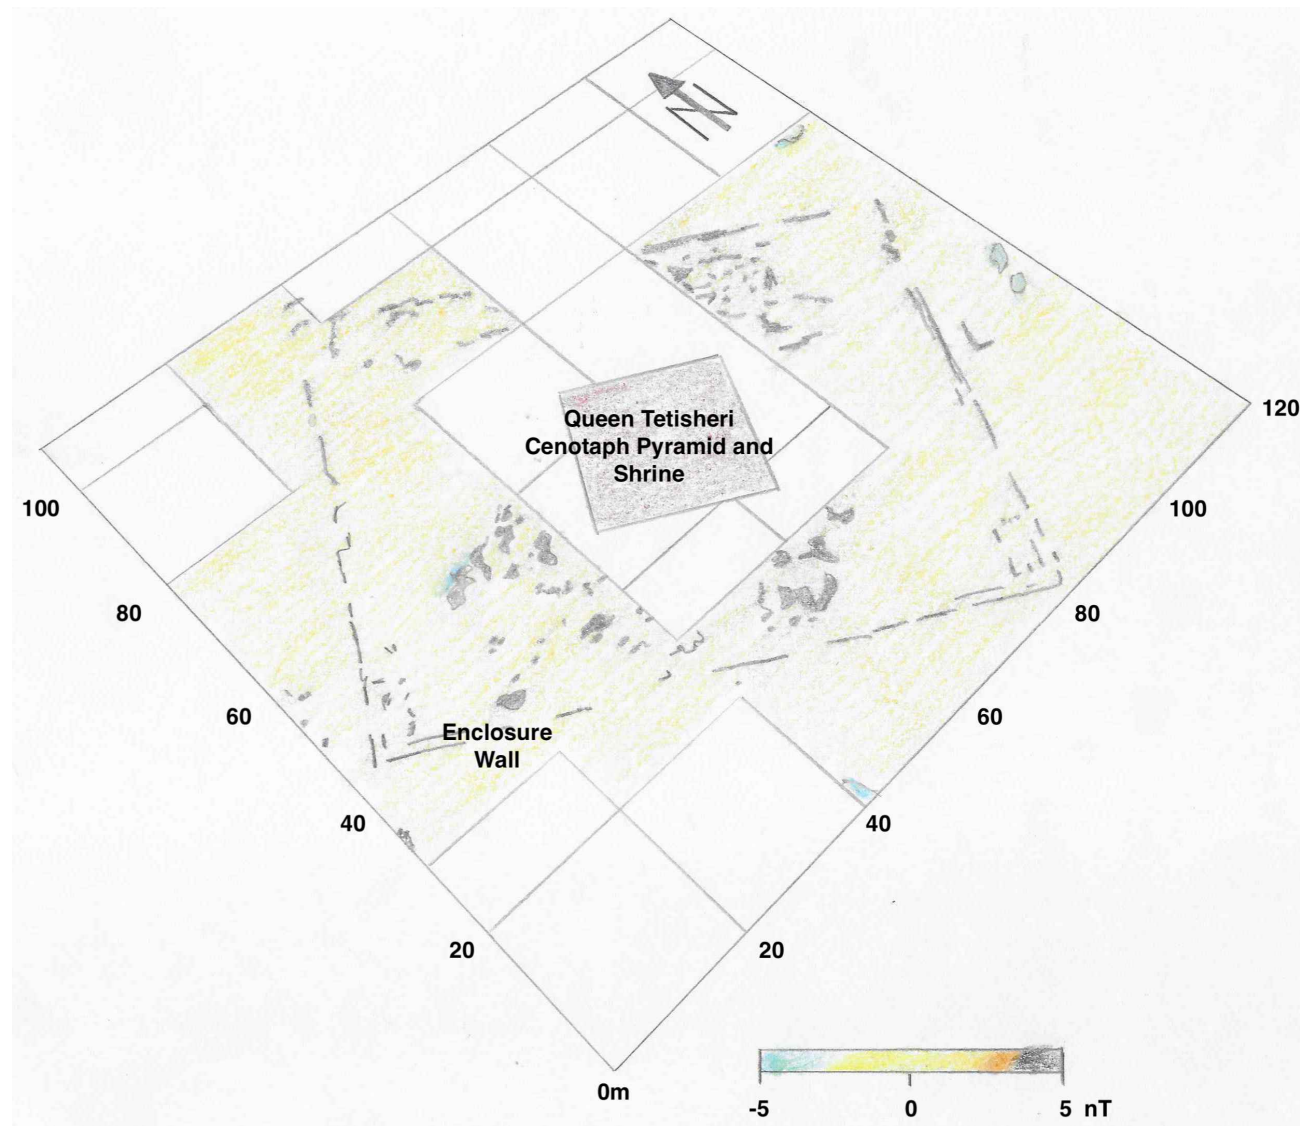 N
Queen Tetisheri
Cenotaph Pyramid and
Shrine
120
100
100
80
80
60
Enclosure
Wall
60
40
40
20
20
0m
-5 0 5 nT